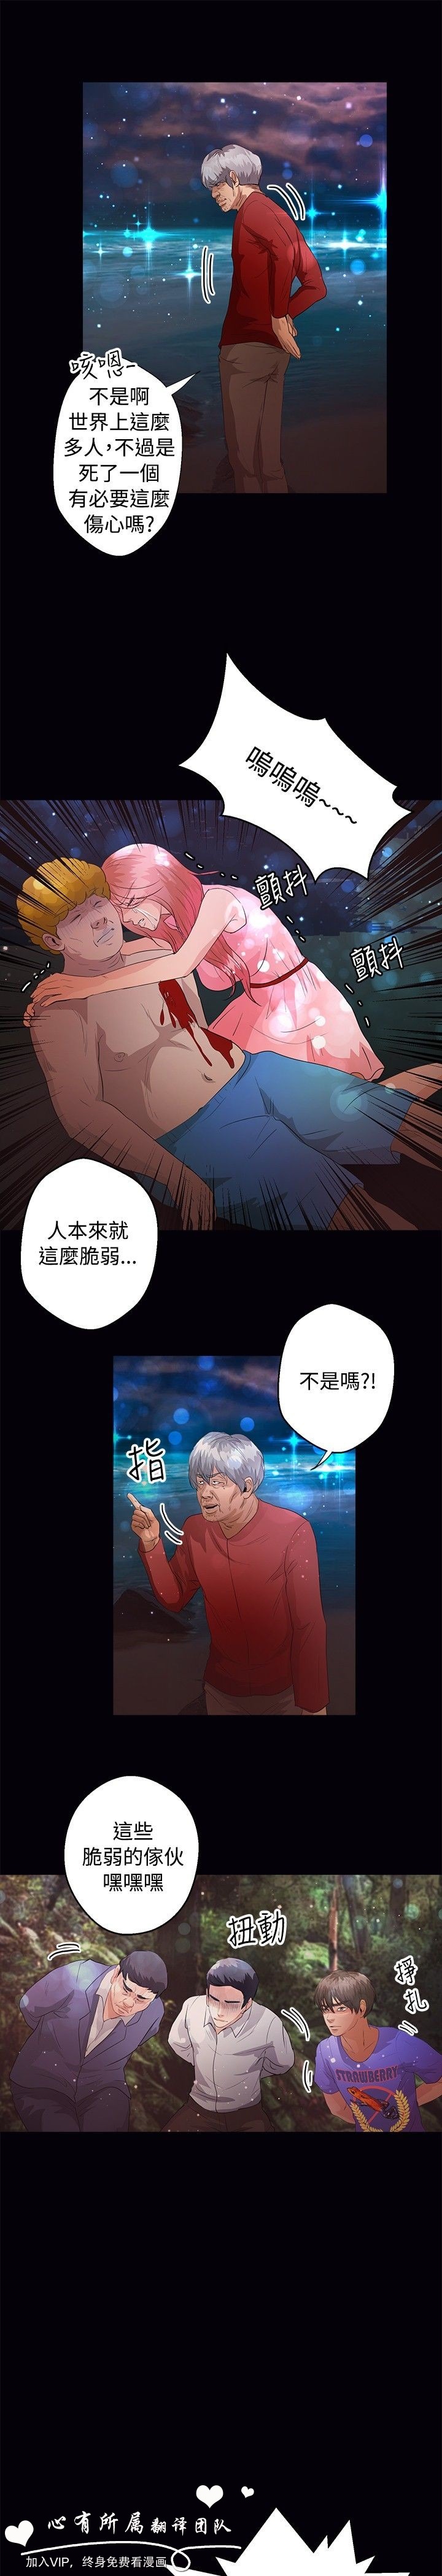 咳嗯~
不是啊
世界上這麼
多人，不過是
死了一個
有必要這麼
傷心嗎?
嗚嗚嗚~~~
顫抖
顫抖
人本來就
這麼脆弱...
不是嗎?!
指
這些
脆弱的傢伙
嘿嘿嘿
扭動
掙扎
STRAWBERRY
心有所属翻译团队
加入VIP，终身免费看漫画